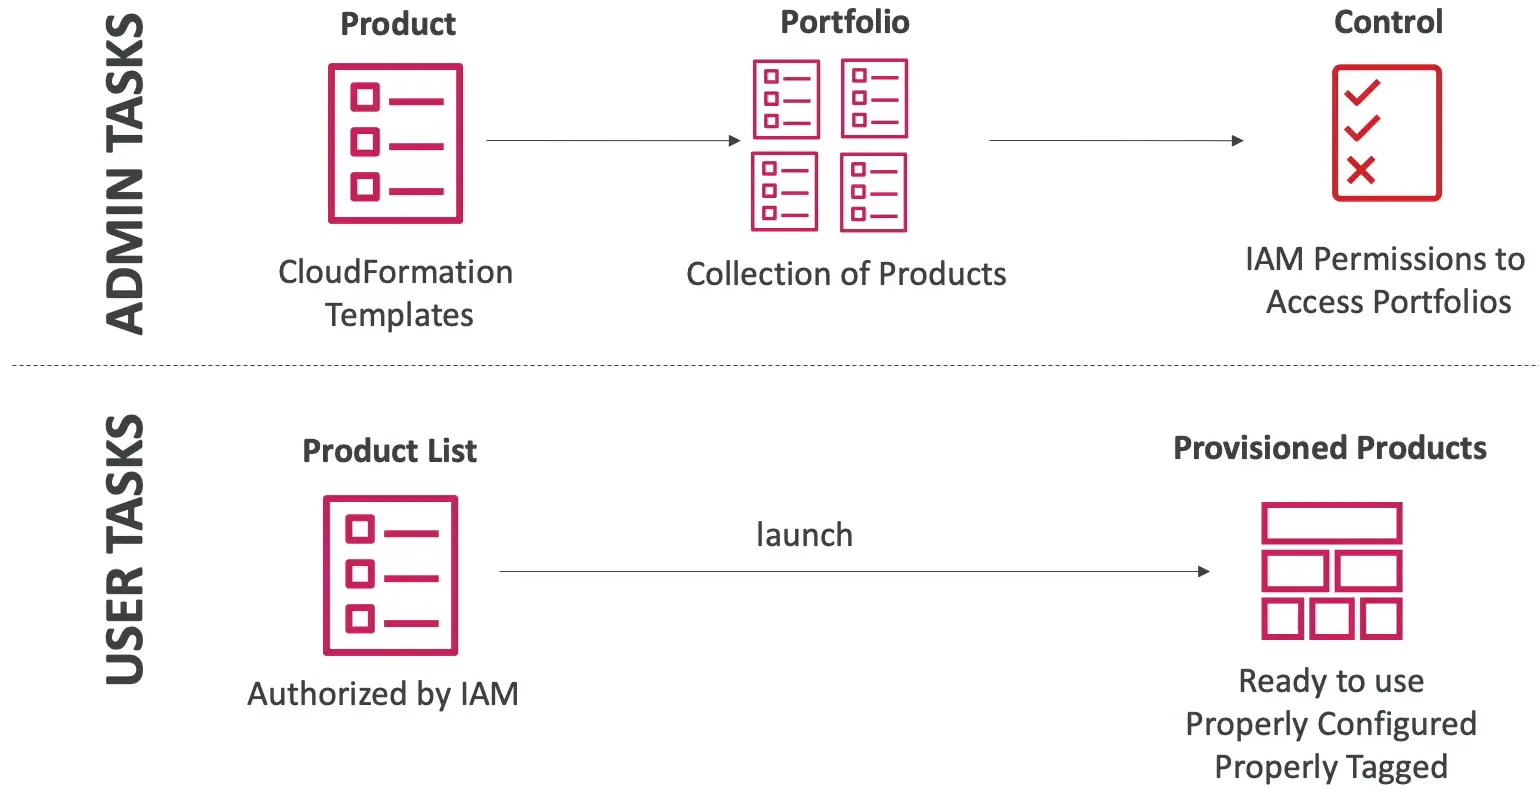 ADMIN TASKS
Product
Portfolio
Control
CloudFormation
Templates
Collection of Products
IAM Permissions to
Access Portfolios
USER TASKS
Product List
Provisioned Products
launch
Authorized by IAM
Ready to use
Properly Configured
Properly Tagged